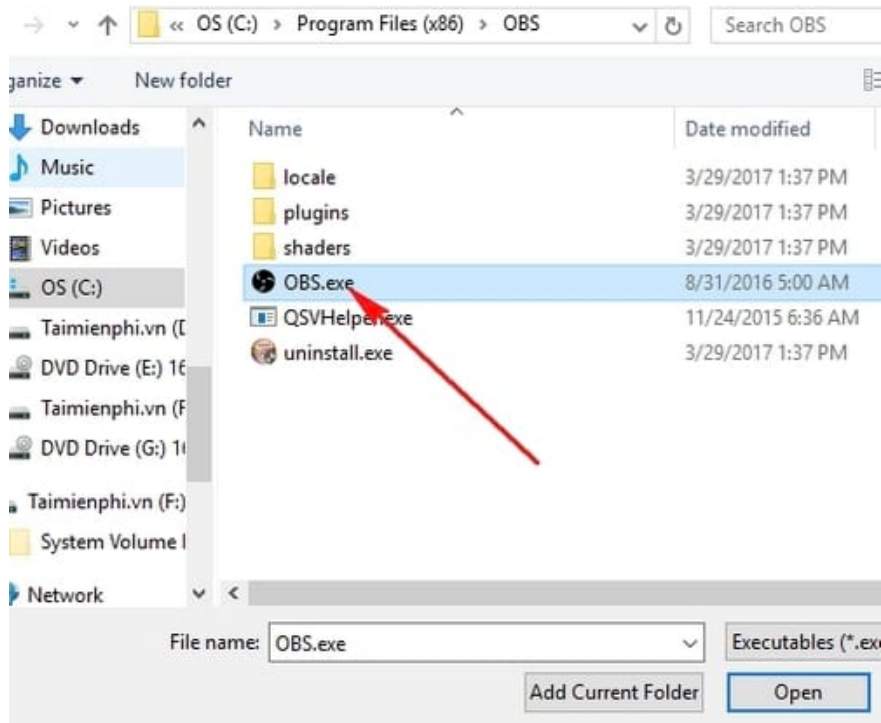 « OS (C:) › Program Files (x86) › OBS
Search OBS
ganize
New folder
Downloads
Music
Pictures
Videos
OS (C:)
Taimienphi.vn (D
DVD Drive (E:) 16
Taimienphi.vn (F
DVD Drive (G:) 16
Taimienphi.vn (F:)
System Volume I
Network
Name Date modified
locale 3/29/2017 1:37 PM
plugins 3/29/2017 1:37 PM
shaders 3/29/2017 1:37 PM
OBS.exe 8/31/2016 5:00 AM
QSVHelper.exe 11/24/2015 6:36 AM
uninstall.exe 3/29/2017 1:37 PM
File name: OBS.exe Executables (*.exe
Add Current Folder Open